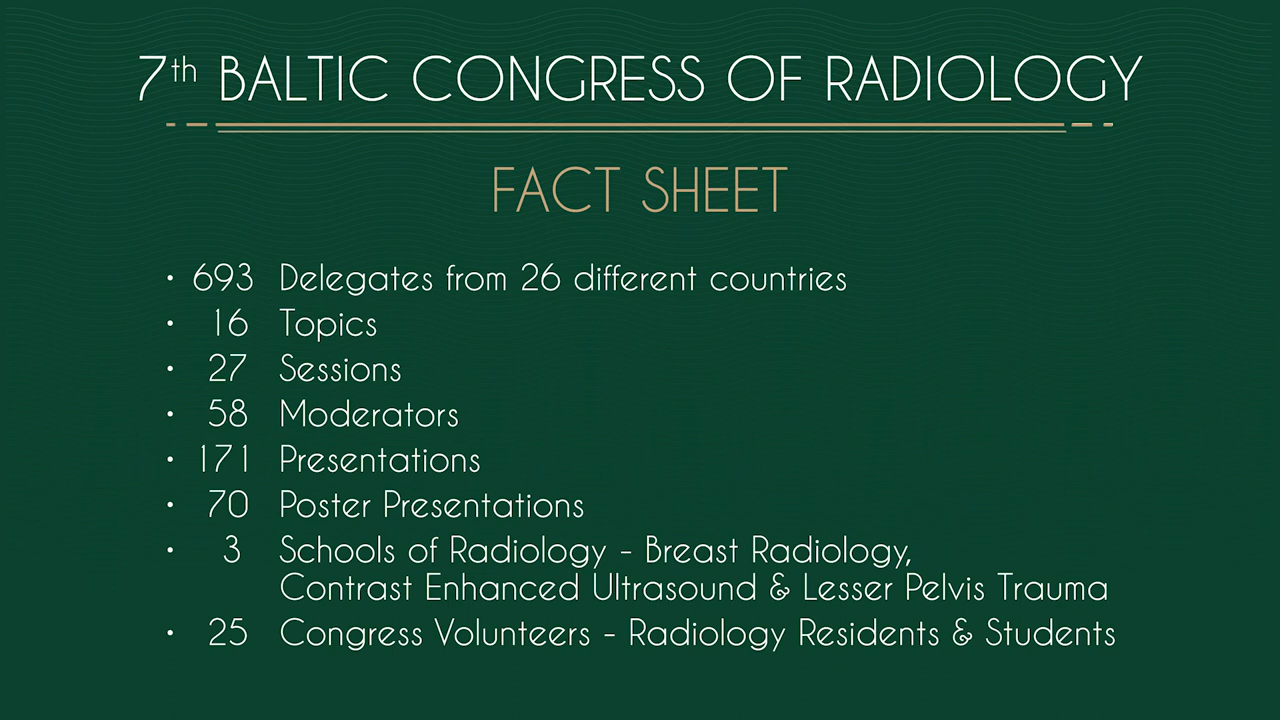 7th BALTIC CONGRESS OF RADIOLOGY
FACT SHEET
• 693 Delegates from 26 different countries
• 16 Topics
• 27 Sessions
• 58 Moderators
• 171 Presentations
• 70 Poster Presentations
• 3 Schools of Radiology - Breast Radiology,
Contrast Enhanced Ultrasound & Lesser Pelvis Trauma
• 25 Congress Volunteers - Radiology Residents & Students